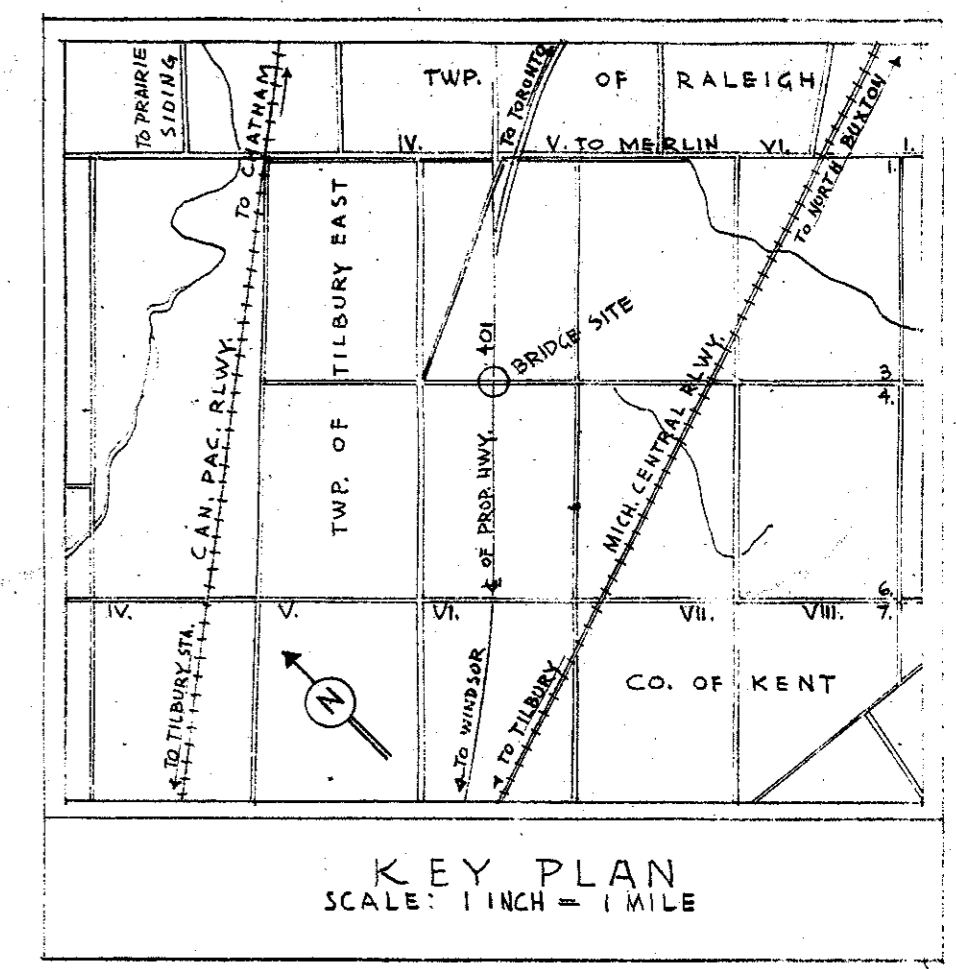 TO PRAIRIE
SIDING
TO CHATHAM
TWP. OF RALEIGH
TO TORONTO
IV.
V. TO MERLIN
VI.
I.
1.
TO NORTH BUXTON
TWP. OF TILBURY EAST
BRIDGE SITE
₵ OF PROP. HWY. 401
3
4.
CAN. PAC. RLWY.
MICH. CENTRAL RLWY.
6.
7.
IV.
V.
VI.
VII.
VIII.
N
TO TILBURY STA.
TO WINDSOR
TO TILBURY
CO. OF KENT
KEY PLAN
SCALE: 1 INCH = 1 MILE